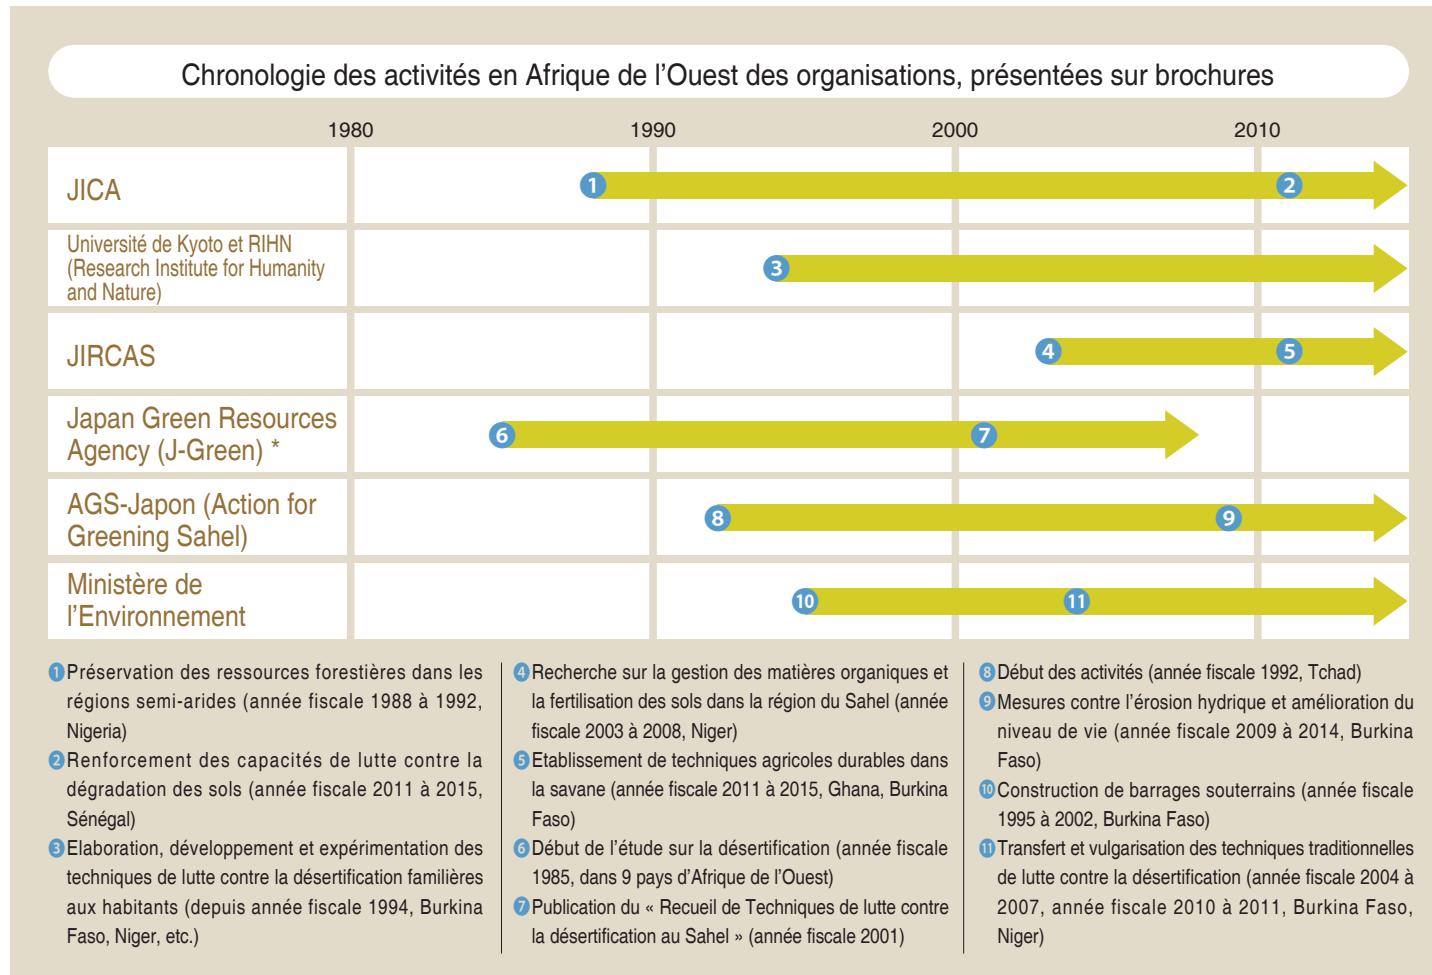 Chronologie des activités en Afrique de l’Ouest des organisations, présentées sur brochures
1980 1990 2000 2010
JICA
1 2
Université de Kyoto et RIHN
(Research Institute for Humanity
and Nature)
3
JIRCAS
4 5
Japan Green Resources
Agency (J-Green) *
6 7
AGS-Japon (Action for
Greening Sahel)
8 9
Ministère de
l’Environnement
10 11
1 Préservation des ressources forestières dans les
régions semi-arides (année fiscale 1988 à 1992,
Nigeria)
2 Renforcement des capacités de lutte contre la
dégradation des sols (année fiscale 2011 à 2015,
Sénégal)
3 Elaboration, développement et expérimentation des
techniques de lutte contre la désertification familières
aux habitants (depuis année fiscale 1994, Burkina
Faso, Niger, etc.)
4 Recherche sur la gestion des matières organiques et
la fertilisation des sols dans la région du Sahel (année
fiscale 2003 à 2008, Niger)
5 Etablissement de techniques agricoles durables dans
la savane (année fiscale 2011 à 2015, Ghana, Burkina
Faso)
6 Début de l’étude sur la désertification (année fiscale
1985, dans 9 pays d’Afrique de l’Ouest)
7 Publication du « Recueil de Techniques de lutte contre
la désertification au Sahel » (année fiscale 2001)
8 Début des activités (année fiscale 1992, Tchad)
9 Mesures contre l’érosion hydrique et amélioration du
niveau de vie (année fiscale 2009 à 2014, Burkina
Faso)
10 Construction de barrages souterrains (année fiscale
1995 à 2002, Burkina Faso)
11 Transfert et vulgarisation des techniques traditionnelles
de lutte contre la désertification (année fiscale 2004 à
2007, année fiscale 2010 à 2011, Burkina Faso,
Niger)